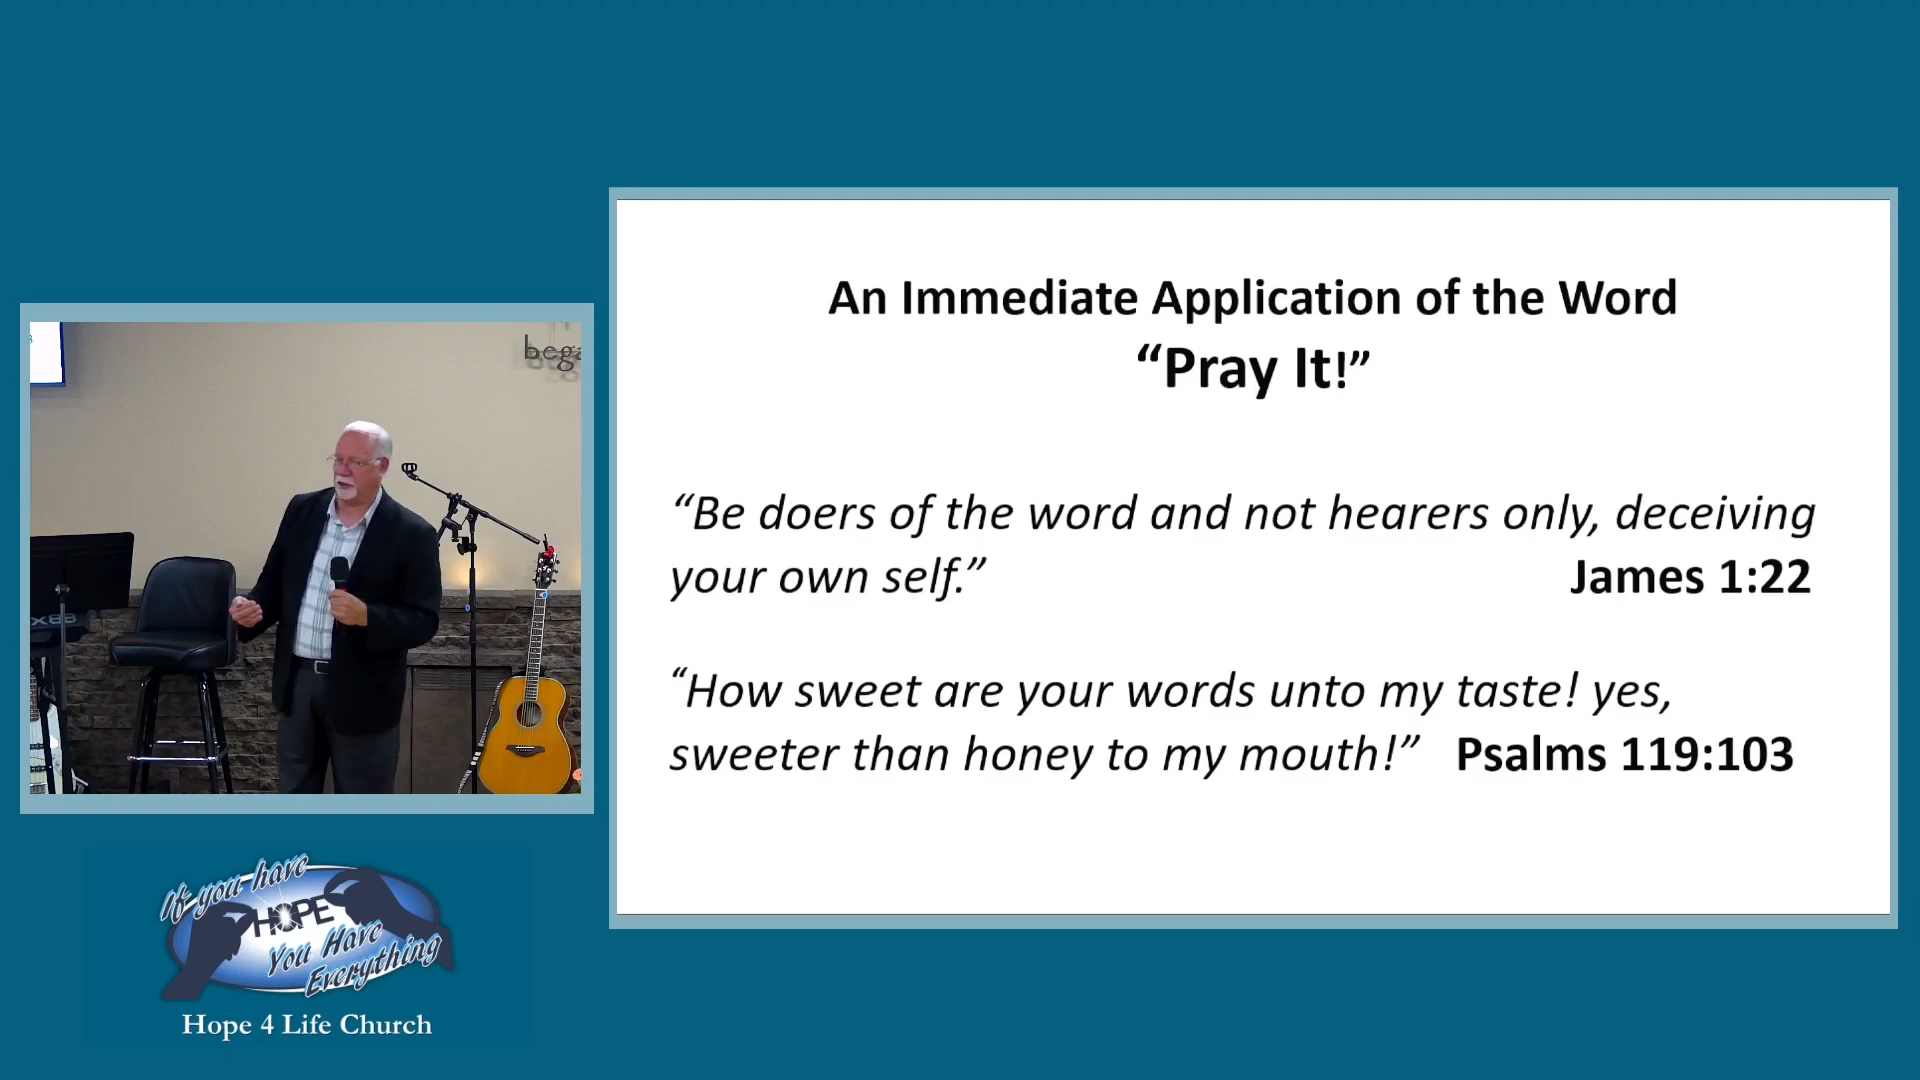 An Immediate Application of the Word
“Pray It!”
“Be doers of the word and not hearers only, deceiving
your own self.” James 1:22
“How sweet are your words unto my taste! yes,
sweeter than honey to my mouth!” Psalms 119:103
bega
x88
If you have
HOPE
You Have
Everything
Hope 4 Life Church